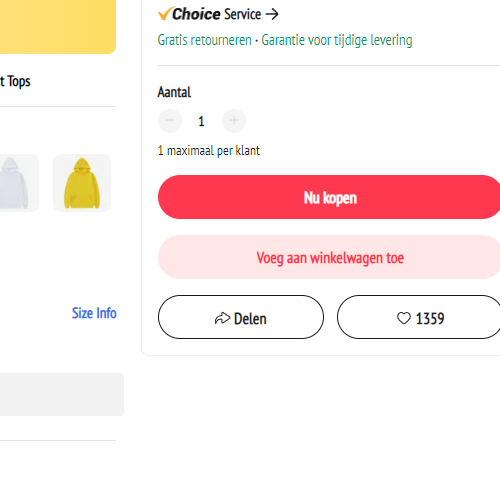 Choice Service
Gratis retourneren · Garantie voor tijdige levering
t Tops
Aantal
− 1 +
1 maximaal per klant
Nu kopen
Voeg aan winkelwagen toe
Size Info
Delen
1359